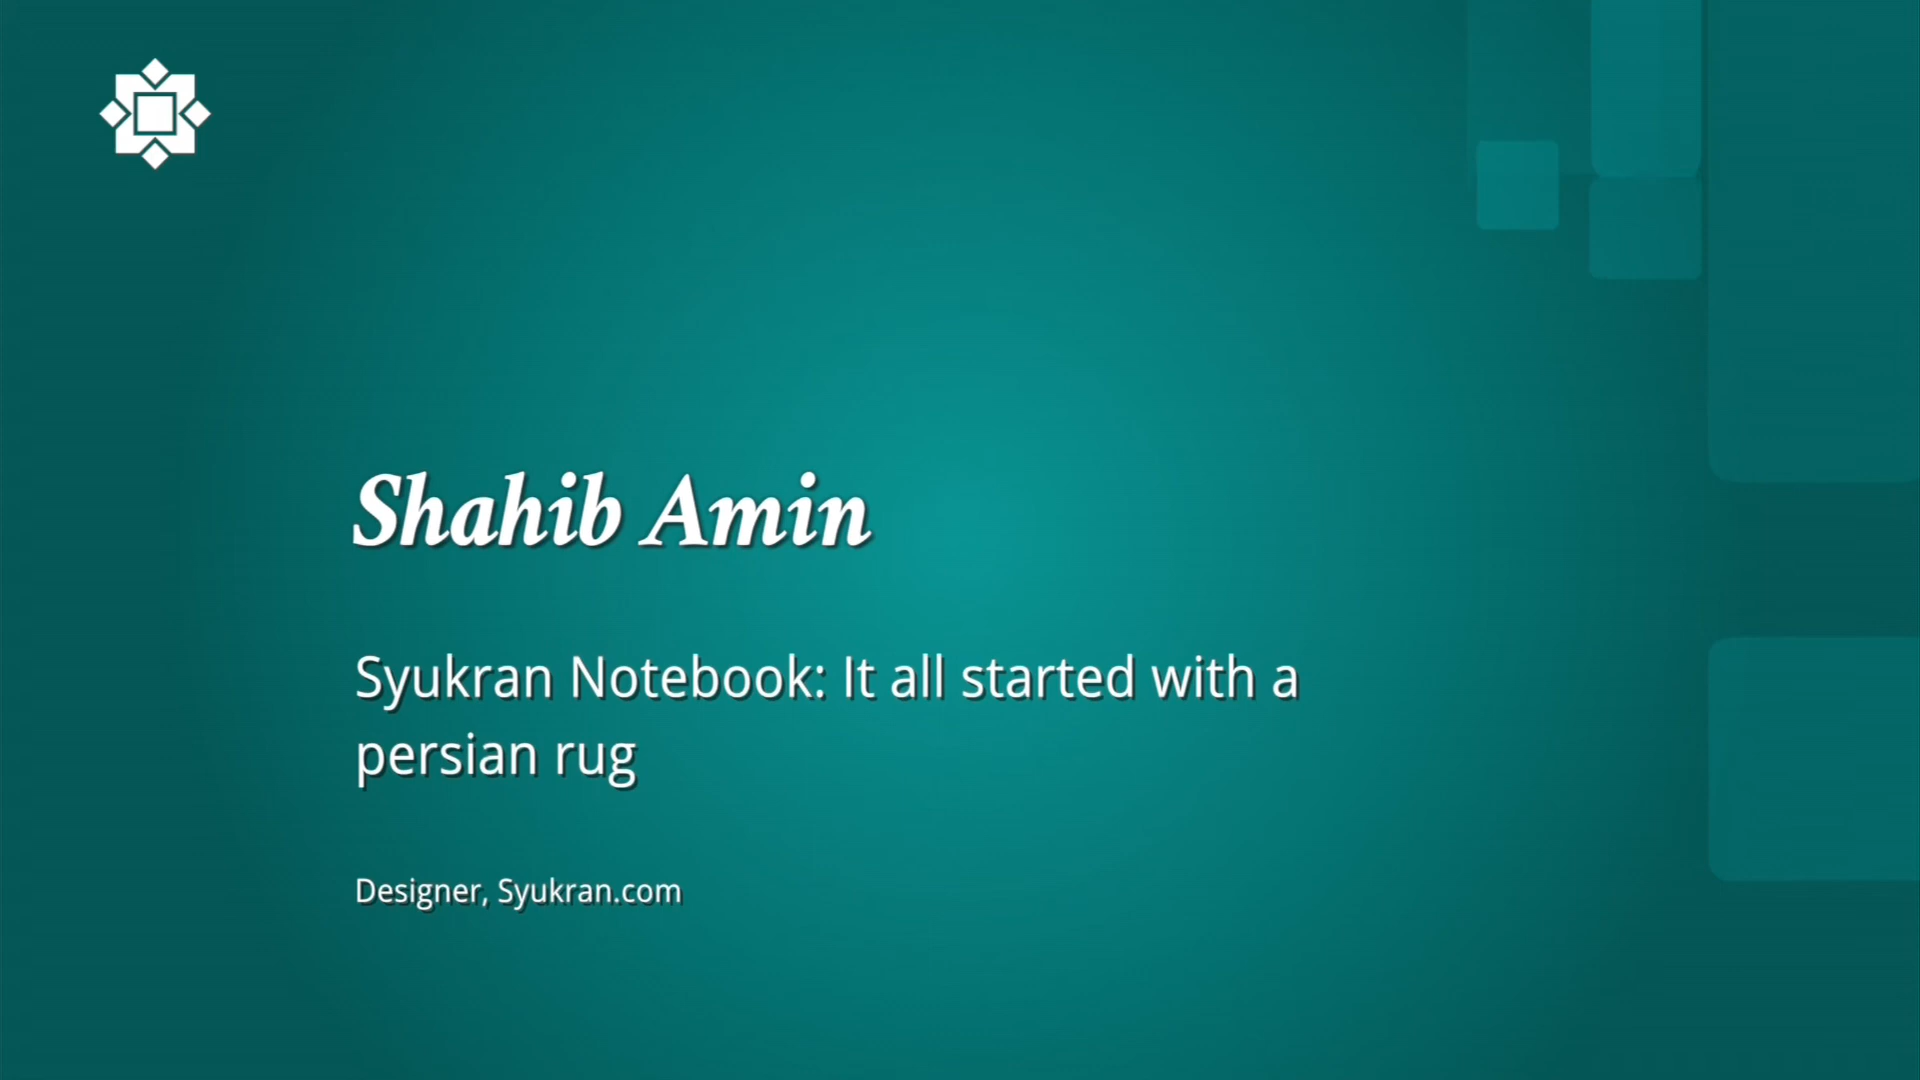 Shahib Amin
Syukran Notebook: It all started with a
persian rug
Designer, Syukran.com